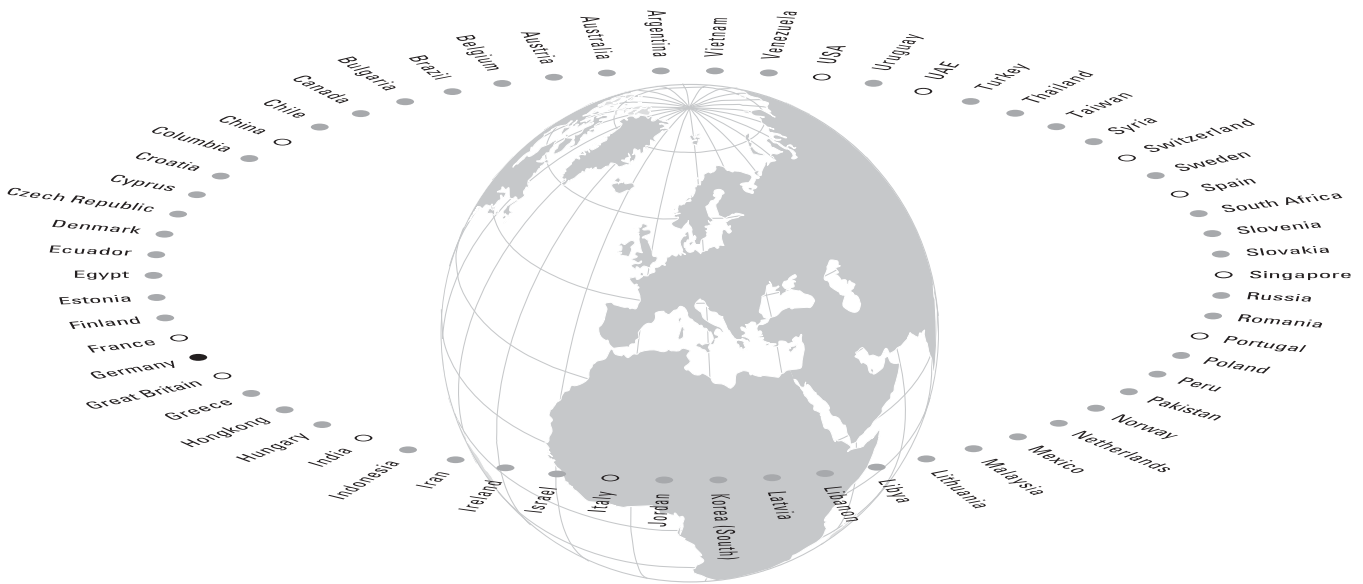 Argentina
Australia
Austria
Belgium
Brazil
Bulgaria
Canada
Chile
China
Columbia
Croatia
Cyprus
Czech Republic
Denmark
Ecuador
Egypt
Estonia
Finland
France
Germany
Great Britain
Greece
Hongkong
Hungary
India
Indonesia
Iran
Ireland
Israel
Italy
Jordan
Korea (South)
Latvia
Libanon
Libya
Lithuania
Malaysia
Mexico
Netherlands
Norway
Pakistan
Peru
Poland
Portugal
Romania
Russia
Singapore
Slovakia
Slovenia
South Africa
Spain
Sweden
Switzerland
Syria
Taiwan
Thailand
Turkey
UAE
Uruguay
USA
Venezuela
Vietnam